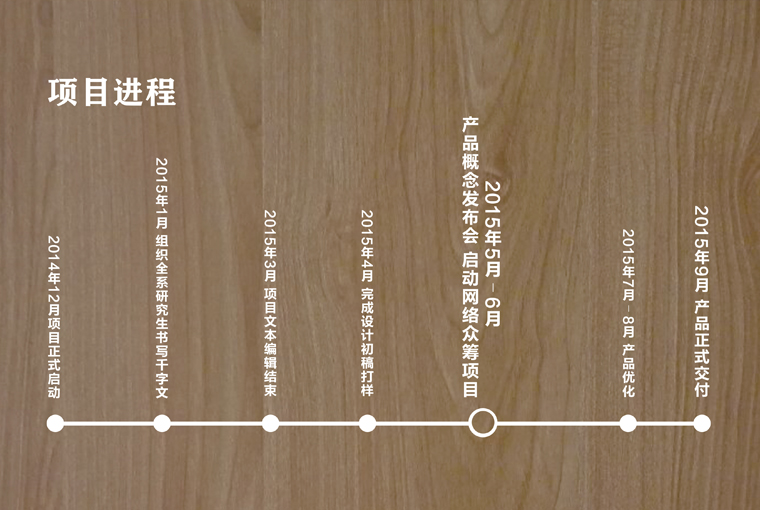 项目进程
2014年12月项目正式启动
2015年1月 组织全系研究生书写千字文
2015年3月 项目文本编辑结束
2015年4月 完成设计初稿打样
2015年5月 - 6月
产品概念发布会 启动网络众筹项目
2015年7月 - 8月 产品优化
2015年9月 产品正式交付